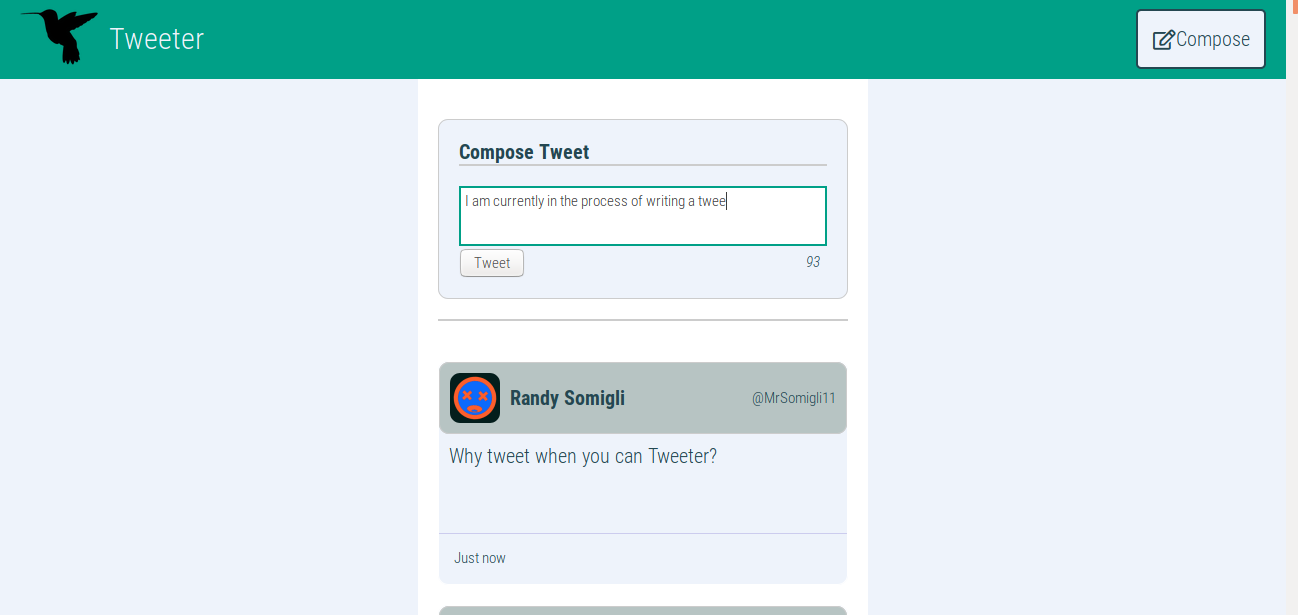 Tweeter
Compose
Compose Tweet
I am currently in the process of writing a twee
Tweet
93
Randy Somigli
@MrSomigli11
Why tweet when you can Tweeter?
Just now